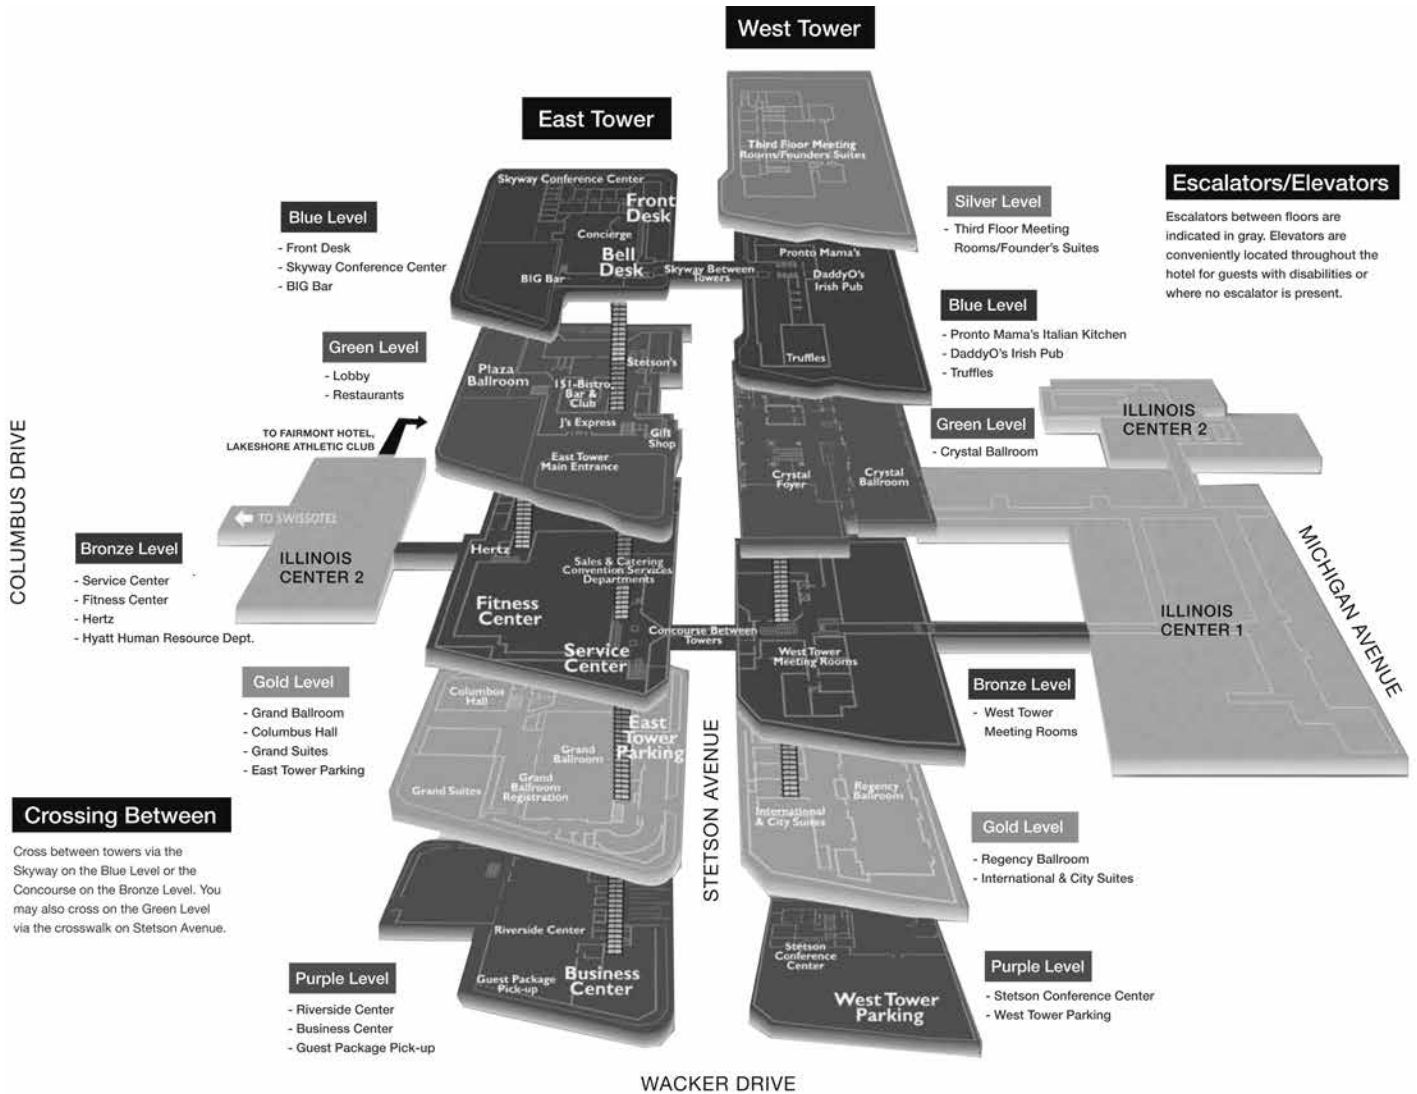 West Tower
East Tower
Third Floor Meeting
Rooms/Founders' Suites
Escalators/Elevators
Escalators between floors are
indicated in gray. Elevators are
conveniently located throughout the
hotel for guests with disabilities or
where no escalator is present.
Silver Level
- Third Floor Meeting
Rooms/Founder's Suites
Blue Level
- Front Desk
- Skyway Conference Center
- BIG Bar
Skyway Conference Center
Front
Desk
Concierge
Bell
Desk
BIG Bar
Skyway Between
Towers
Pronto Mama's
DaddyO's
Irish Pub
Truffles
Blue Level
- Pronto Mama's Italian Kitchen
- DaddyO's Irish Pub
- Truffles
Green Level
- Lobby
- Restaurants
Plaza
Ballroom
Stetson's
151-Bistro,
Bar &
Club
J's Express
Gift
Shop
East Tower
Main Entrance
Crystal
Foyer
Crystal
Ballroom
Green Level
- Crystal Ballroom
ILLINOIS
CENTER 2
TO FAIRMONT HOTEL,
LAKESHORE ATHLETIC CLUB
COLUMBUS DRIVE
TO SWISSOTEL
ILLINOIS
CENTER 2
Bronze Level
- Service Center
- Fitness Center
- Hertz
- Hyatt Human Resource Dept.
Hertz
Sales & Catering
Convention Services
Departments
Fitness
Center
Service
Center
Concourse Between
Towers
West Tower
Meeting Rooms
ILLINOIS
CENTER 1
MICHIGAN AVENUE
Bronze Level
- West Tower
Meeting Rooms
Gold Level
- Grand Ballroom
- Columbus Hall
- Grand Suites
- East Tower Parking
Columbus
Hall
East
Tower
Parking
Grand
Ballroom
Grand Suites
Grand
Ballroom
Registration
STETSON AVENUE
Regency
Ballroom
International
& City Suites
Gold Level
- Regency Ballroom
- International & City Suites
Crossing Between
Cross between towers via the
Skyway on the Blue Level or the
Concourse on the Bronze Level. You
may also cross on the Green Level
via the crosswalk on Stetson Avenue.
Purple Level
- Riverside Center
- Business Center
- Guest Package Pick-up
Riverside Center
Guest Package
Pick-up
Business
Center
Stetson
Conference
Center
West Tower
Parking
Purple Level
- Stetson Conference Center
- West Tower Parking
WACKER DRIVE